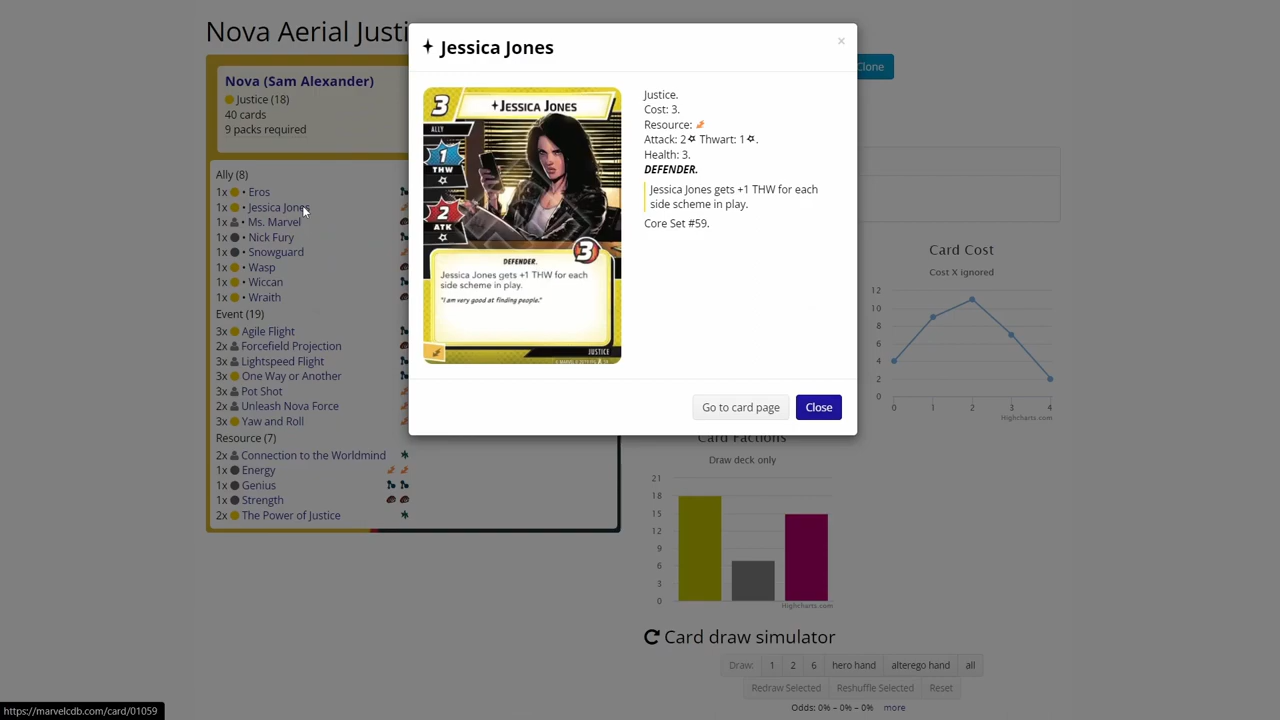 Nova Aerial Justi
Clone
Nova (Sam Alexander)
Justice (18)
40 cards
9 packs required
Ally (8)
1x • Eros
1x • Jessica Jones
1x • Ms. Marvel
1x • Nick Fury
1x • Snowguard
1x • Wasp
1x • Wiccan
1x • Wraith
Event (19)
3x Agile Flight
2x Forcefield Projection
3x Lightspeed Flight
3x One Way or Another
3x Pot Shot
2x Unleash Nova Force
3x Yaw and Roll
Resource (7)
2x Connection to the Worldmind
1x Energy
1x Genius
1x Strength
2x The Power of Justice
Jessica Jones
×
3
JESSICA JONES
ALLY
1
THW
2
ATK
3
DEFENDER.
Jessica Jones gets +1 THW for each
side scheme in play.
"I am very good at finding people."
JUSTICE
Justice.
Cost: 3.
Resource:
Attack: 2 Thwart: 1.
Health: 3.
DEFENDER.
Jessica Jones gets +1 THW for each
side scheme in play.
Core Set #59.
Go to card page
Close
Card Cost
Cost X ignored
12
10
8
6
4
2
0
0 1 2 3 4
Highcharts.com
Card Factions
Draw deck only
21
18
15
12
9
6
3
0
Highcharts.com
Card draw simulator
Draw: 1 2 6 hero hand alterego hand all
Redraw Selected Reshuffle Selected Reset
Odds: 0% – 0% – 0% more
https://marvelcdb.com/card/01059